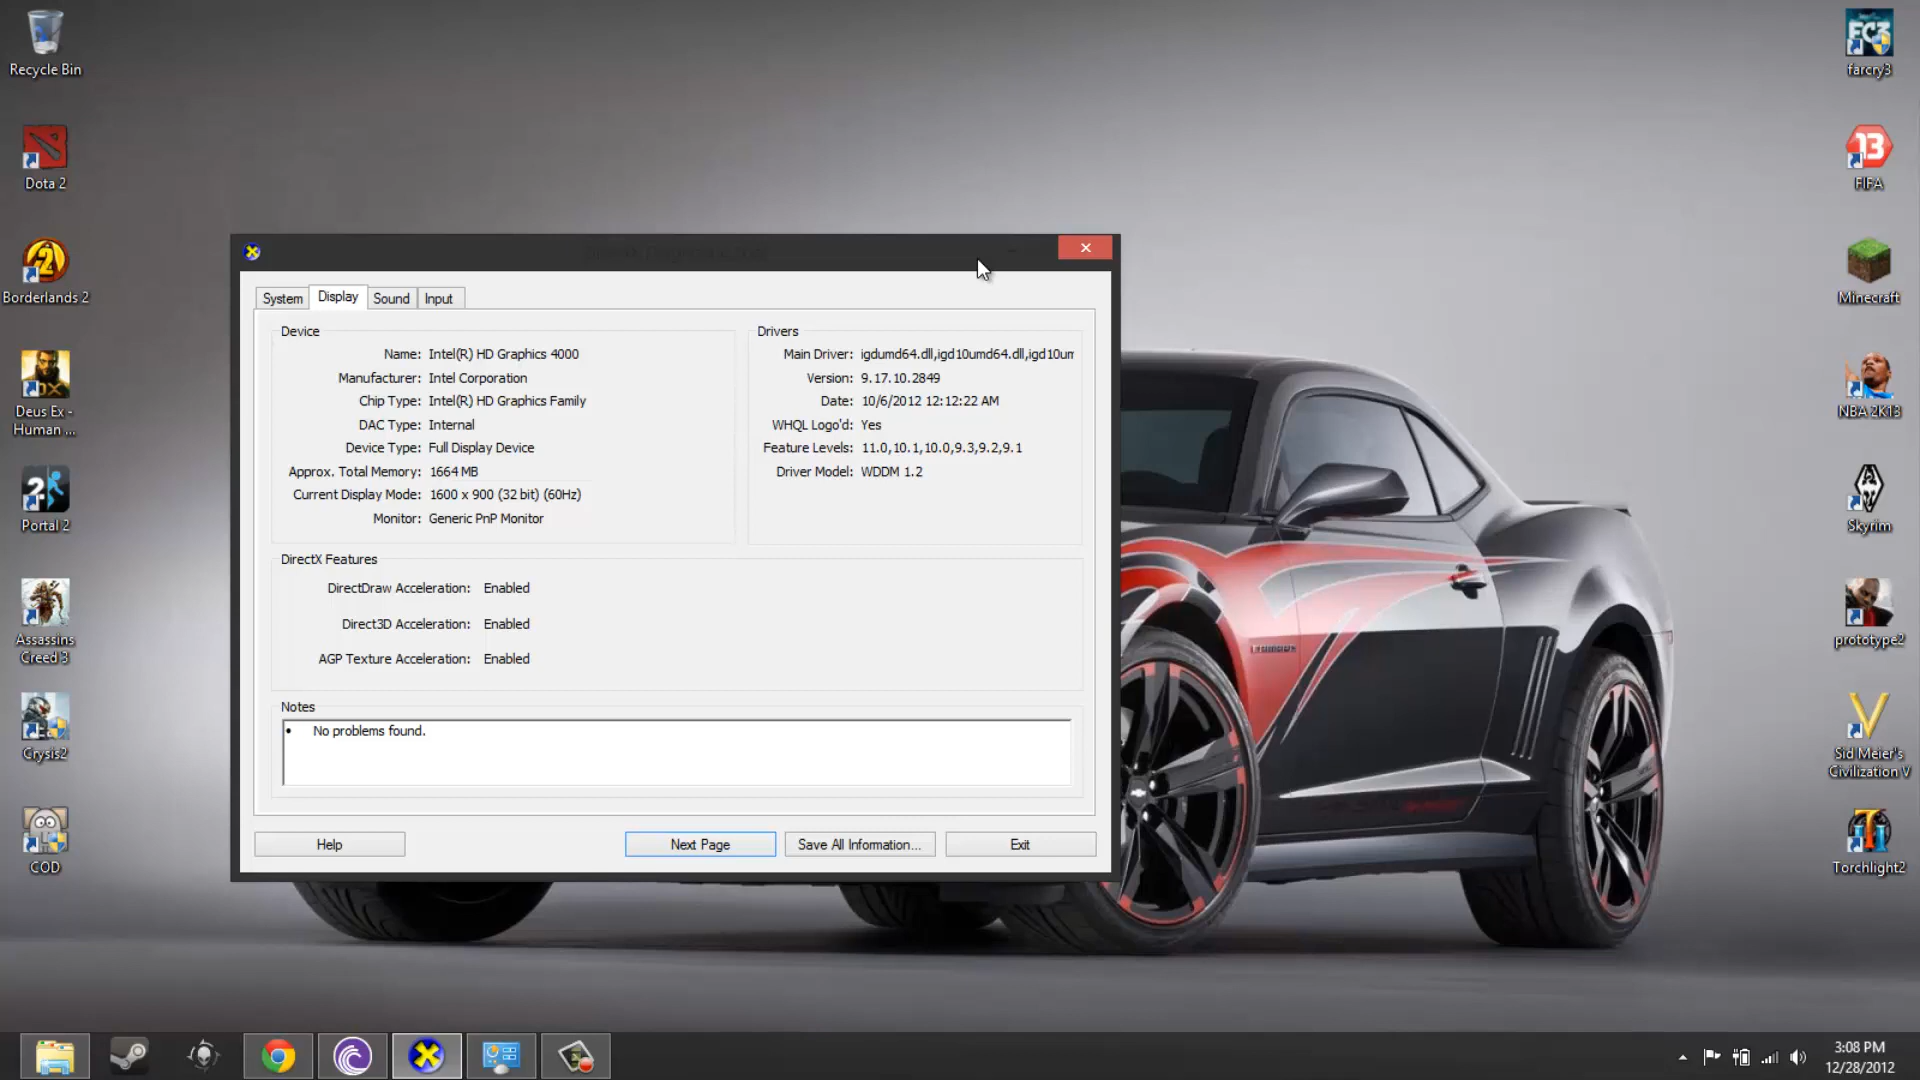 Recycle Bin
Dota 2
Borderlands 2
Deus Ex -
Human ...
Portal 2
Assassins
Creed 3
Crysis2
COD
System
Display
Sound
Input
Device
Name: Intel(R) HD Graphics 4000
Manufacturer: Intel Corporation
Chip Type: Intel(R) HD Graphics Family
DAC Type: Internal
Device Type: Full Display Device
Approx. Total Memory: 1664 MB
Current Display Mode: 1600 x 900 (32 bit) (60Hz)
Monitor: Generic PnP Monitor
Drivers
Main Driver: igdumd64.dll,igd10umd64.dll,igd10um
Version: 9.17.10.2849
Date: 10/6/2012 12:12:22 AM
WHQL Logo'd: Yes
Feature Levels: 11.0,10.1,10.0,9.3,9.2,9.1
Driver Model: WDDM 1.2
DirectX Features
DirectDraw Acceleration: Enabled
Direct3D Acceleration: Enabled
AGP Texture Acceleration: Enabled
Notes
• No problems found.
Help
Next Page
Save All Information...
Exit
FC3
farcry3
13
FIFA
Minecraft
NBA 2K13
Skyrim
prototype2
Sid Meier's
Civilization V
Torchlight2
3:08 PM
12/28/2012